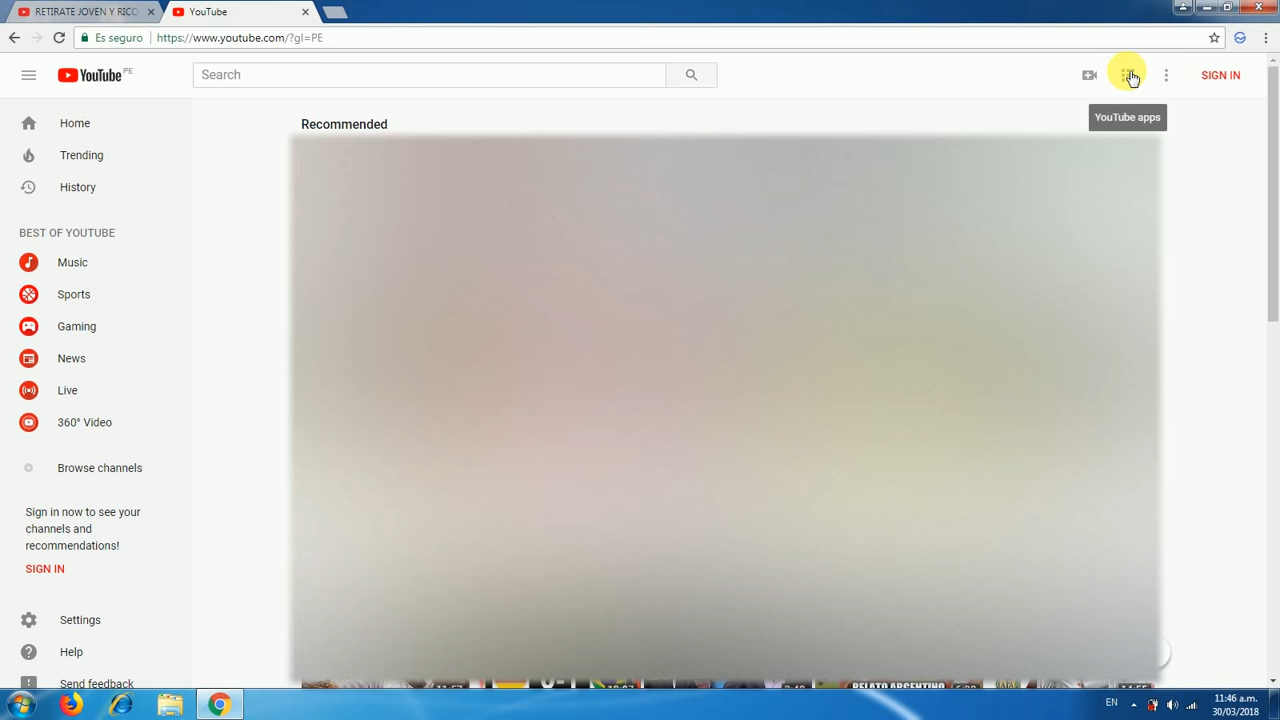 RETIRATE JOVEN Y RICO
YouTube
Es seguro
https://www.youtube.com/?gl=PE
YouTube PE
Search
SIGN IN
YouTube apps
Home
Trending
History
BEST OF YOUTUBE
Music
Sports
Gaming
News
Live
360° Video
Browse channels
Sign in now to see your
channels and
recommendations!
SIGN IN
Settings
Help
Send feedback
Recommended
RELATO ARGENTINO
EN
11:46 a.m.
30/03/2018